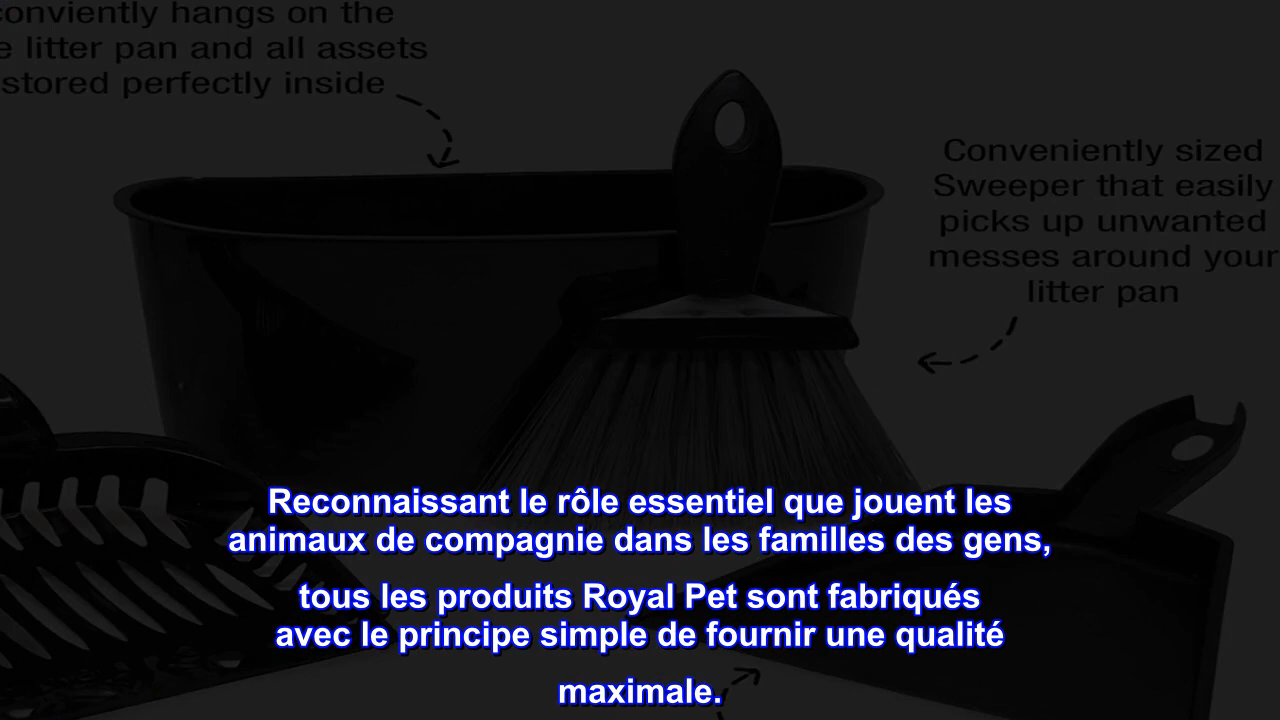 conviently hangs on the
litter pan and all assets
stored perfectly inside
Conveniently sized
Sweeper that easily
picks up unwanted
messes around your
litter pan
Reconnaissant le rôle essentiel que jouent les
animaux de compagnie dans les familles des gens,
tous les produits Royal Pet sont fabriqués
avec le principe simple de fournir une qualité
maximale.